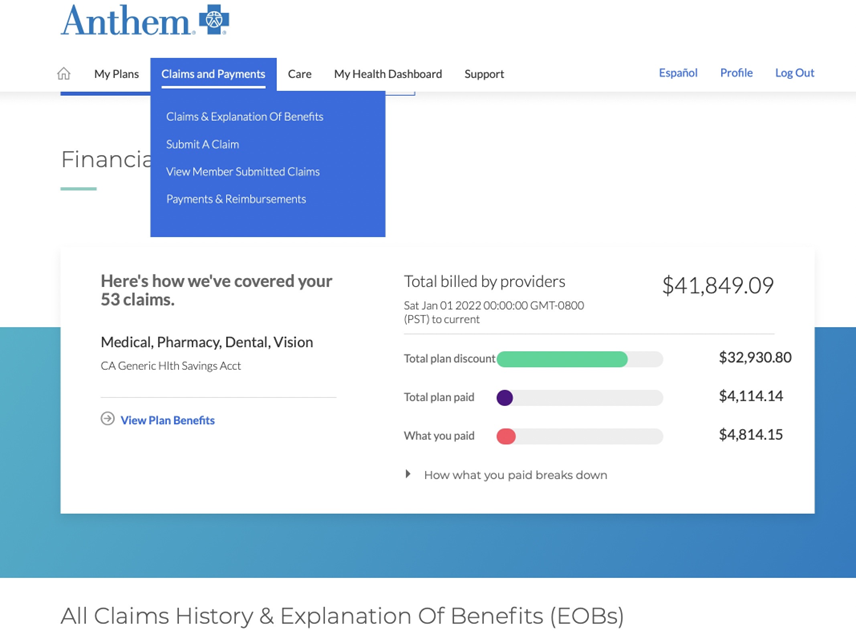 Anthem
My Plans Claims and Payments Care My Health Dashboard Support Español Profile Log Out
Claims & Explanation Of Benefits
Submit A Claim
View Member Submitted Claims
Payments & Reimbursements
Financia
Here's how we've covered your
53 claims.
Medical, Pharmacy, Dental, Vision
CA Generic Hlth Savings Acct
View Plan Benefits
Total billed by providers $41,849.09
Sat Jan 01 2022 00:00:00 GMT-0800
(PST) to current
Total plan discount $32,930.80
Total plan paid $4,114.14
What you paid $4,814.15
How what you paid breaks down
All Claims History & Explanation Of Benefits (EOBs)